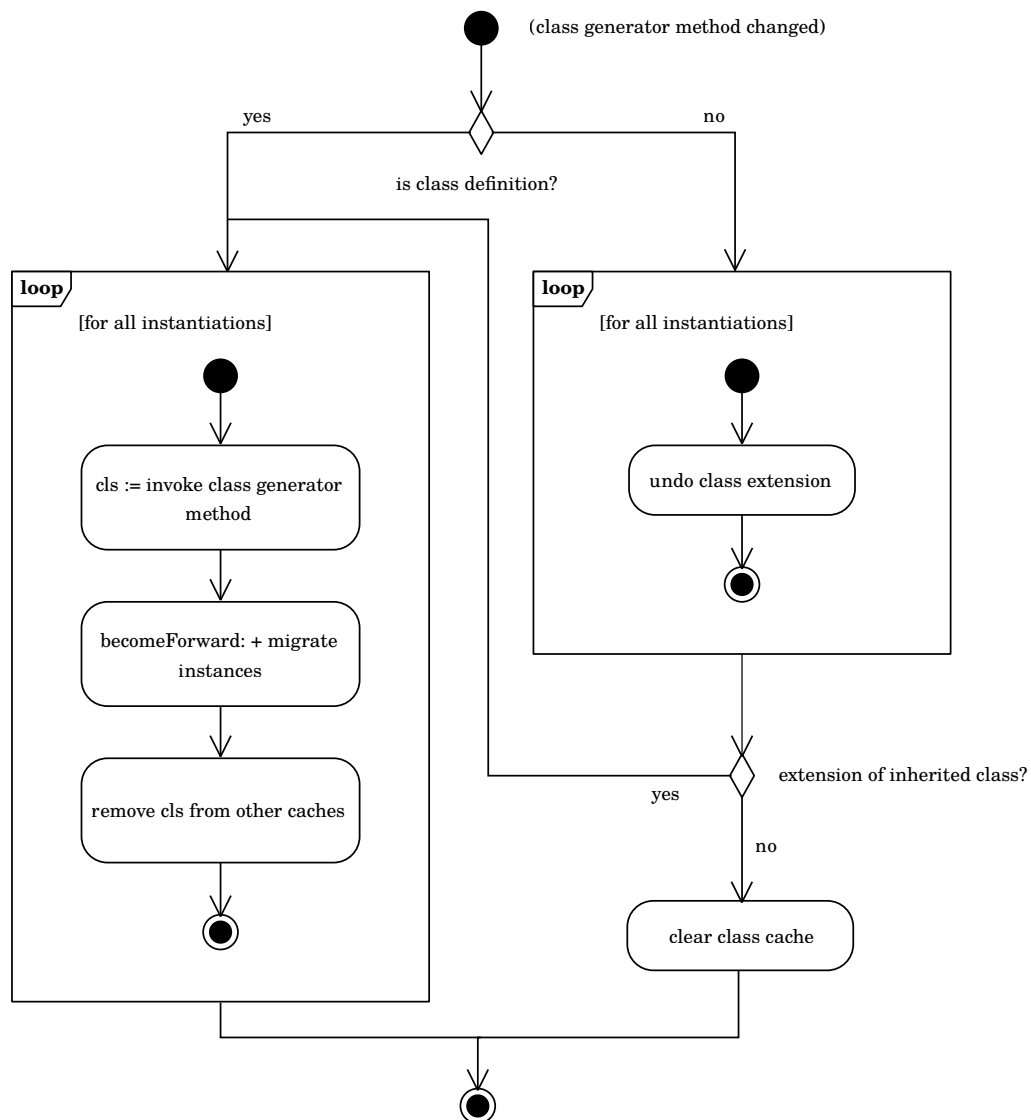 (class generator method changed)
yes
no
is class definition?
loop
[for all instantiations]
cls := invoke class generator
method
becomeForward: + migrate
instances
remove cls from other caches
loop
[for all instantiations]
undo class extension
extension of inherited class?
yes
no
clear class cache